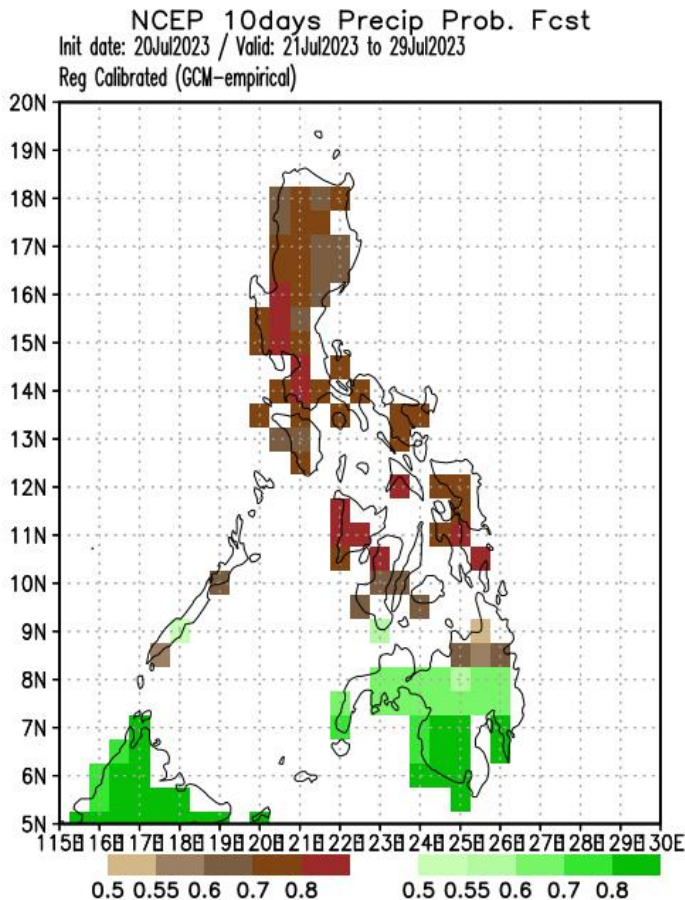 NCEP 10days Precip Prob. Fcst
Init date: 20Jul2023 / Valid: 21Jul2023 to 29Jul2023
Reg Calibrated (GCM-empirical)
20N
19N
18N
17N
16N
15N
14N
13N
12N
11N
10N
9N
8N
7N
6N
5N
115E 116E 117E 118E 119E 120E 121E 122E 123E 124E 125E 126E 127E 128E 129E 130E
0.5 0.55 0.6 0.7 0.8 0.5 0.55 0.6 0.7 0.8